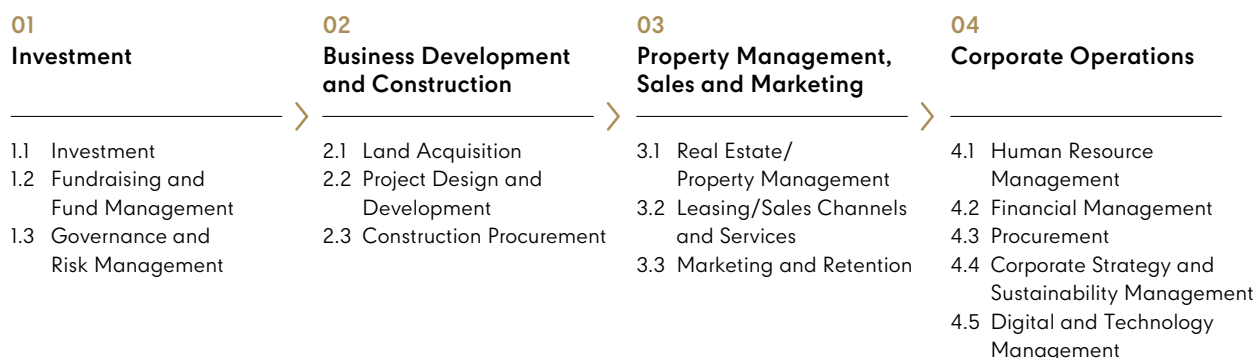 01
Investment
1.1 Investment
1.2 Fundraising and
Fund Management
1.3 Governance and
Risk Management
02
Business Development
and Construction
2.1 Land Acquisition
2.2 Project Design and
Development
2.3 Construction Procurement
03
Property Management,
Sales and Marketing
3.1 Real Estate/
Property Management
3.2 Leasing/Sales Channels
and Services
3.3 Marketing and Retention
04
Corporate Operations
4.1 Human Resource
Management
4.2 Financial Management
4.3 Procurement
4.4 Corporate Strategy and
Sustainability Management
4.5 Digital and Technology
Management